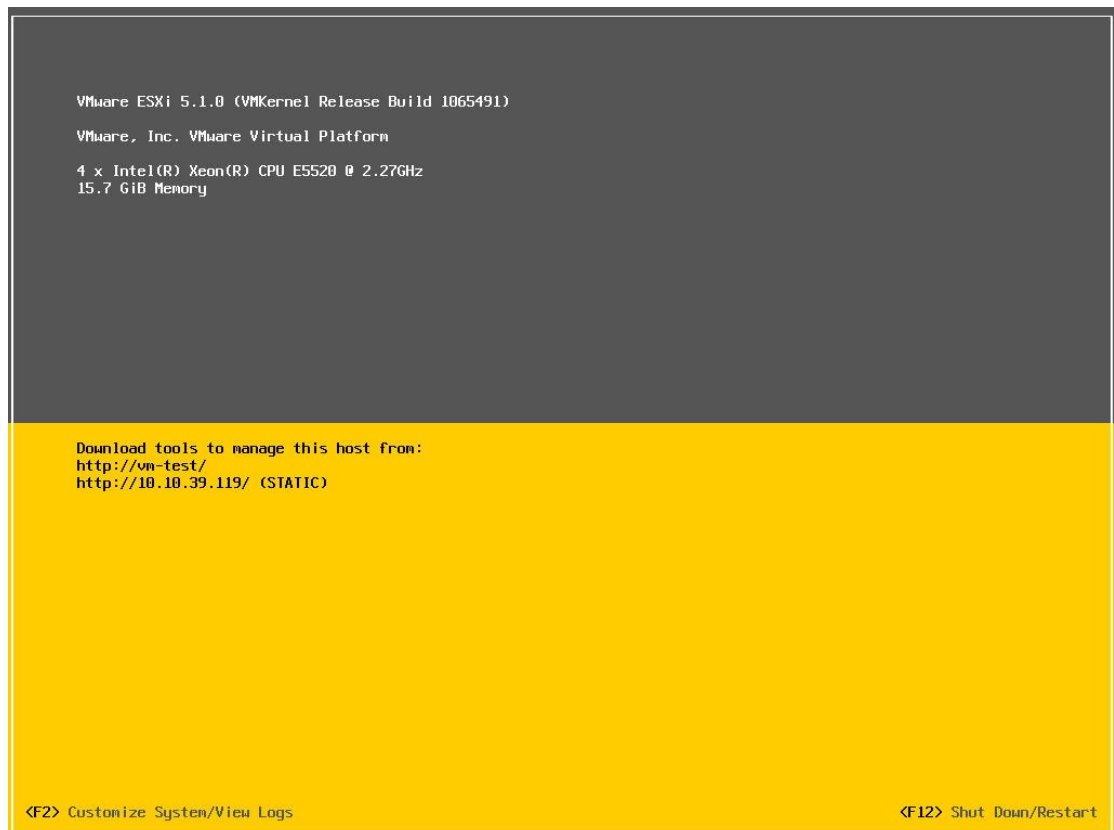 VMware ESXi 5.1.0 (VMKernel Release Build 1065491)
VMware, Inc. VMware Virtual Platform
4 x Intel(R) Xeon(R) CPU E5520 @ 2.27GHz
15.7 GiB Memory
Download tools to manage this host from:
http://vm-test/
http://10.10.39.119/ (STATIC)
<F2> Customize System/View Logs
<F12> Shut Down/Restart